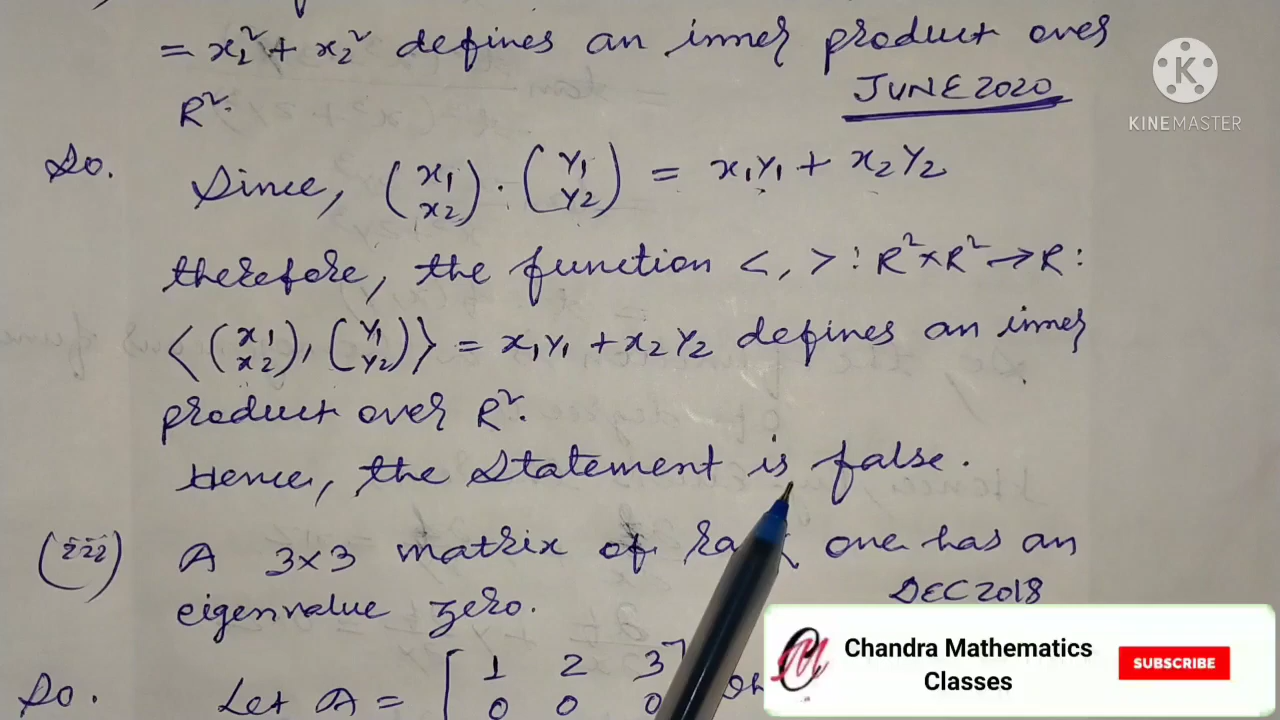 = x₁² + x₂² defines an inner product over
R².
JUNE 2020
K
KINEMASTER
So. Since, (x₁ x₂) · (y₁ y₂) = x₁y₁ + x₂y₂
therefore, the function < , > : R² × R² → R :
⟨(x₁ x₂), (y₁ y₂)⟩ = x₁y₁ + x₂y₂ defines an inner
product over R².
Hence, the statement is false.
(iii) A 3×3 matrix of one has an
eigenvalue zero.
DEC 2018
So. Let A = [ 1 2 3
0 0 0
Chandra Mathematics
Classes
SUBSCRIBE